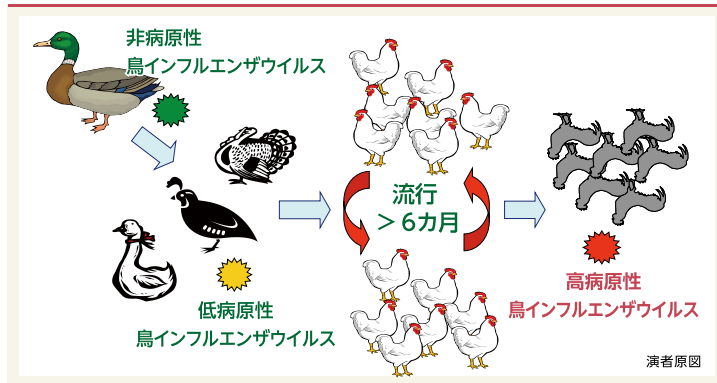 非病原性
鳥インフルエンザウイルス
流行
＞６カ月
低病原性
鳥インフルエンザウイルス
高病原性
鳥インフルエンザウイルス
演者原図